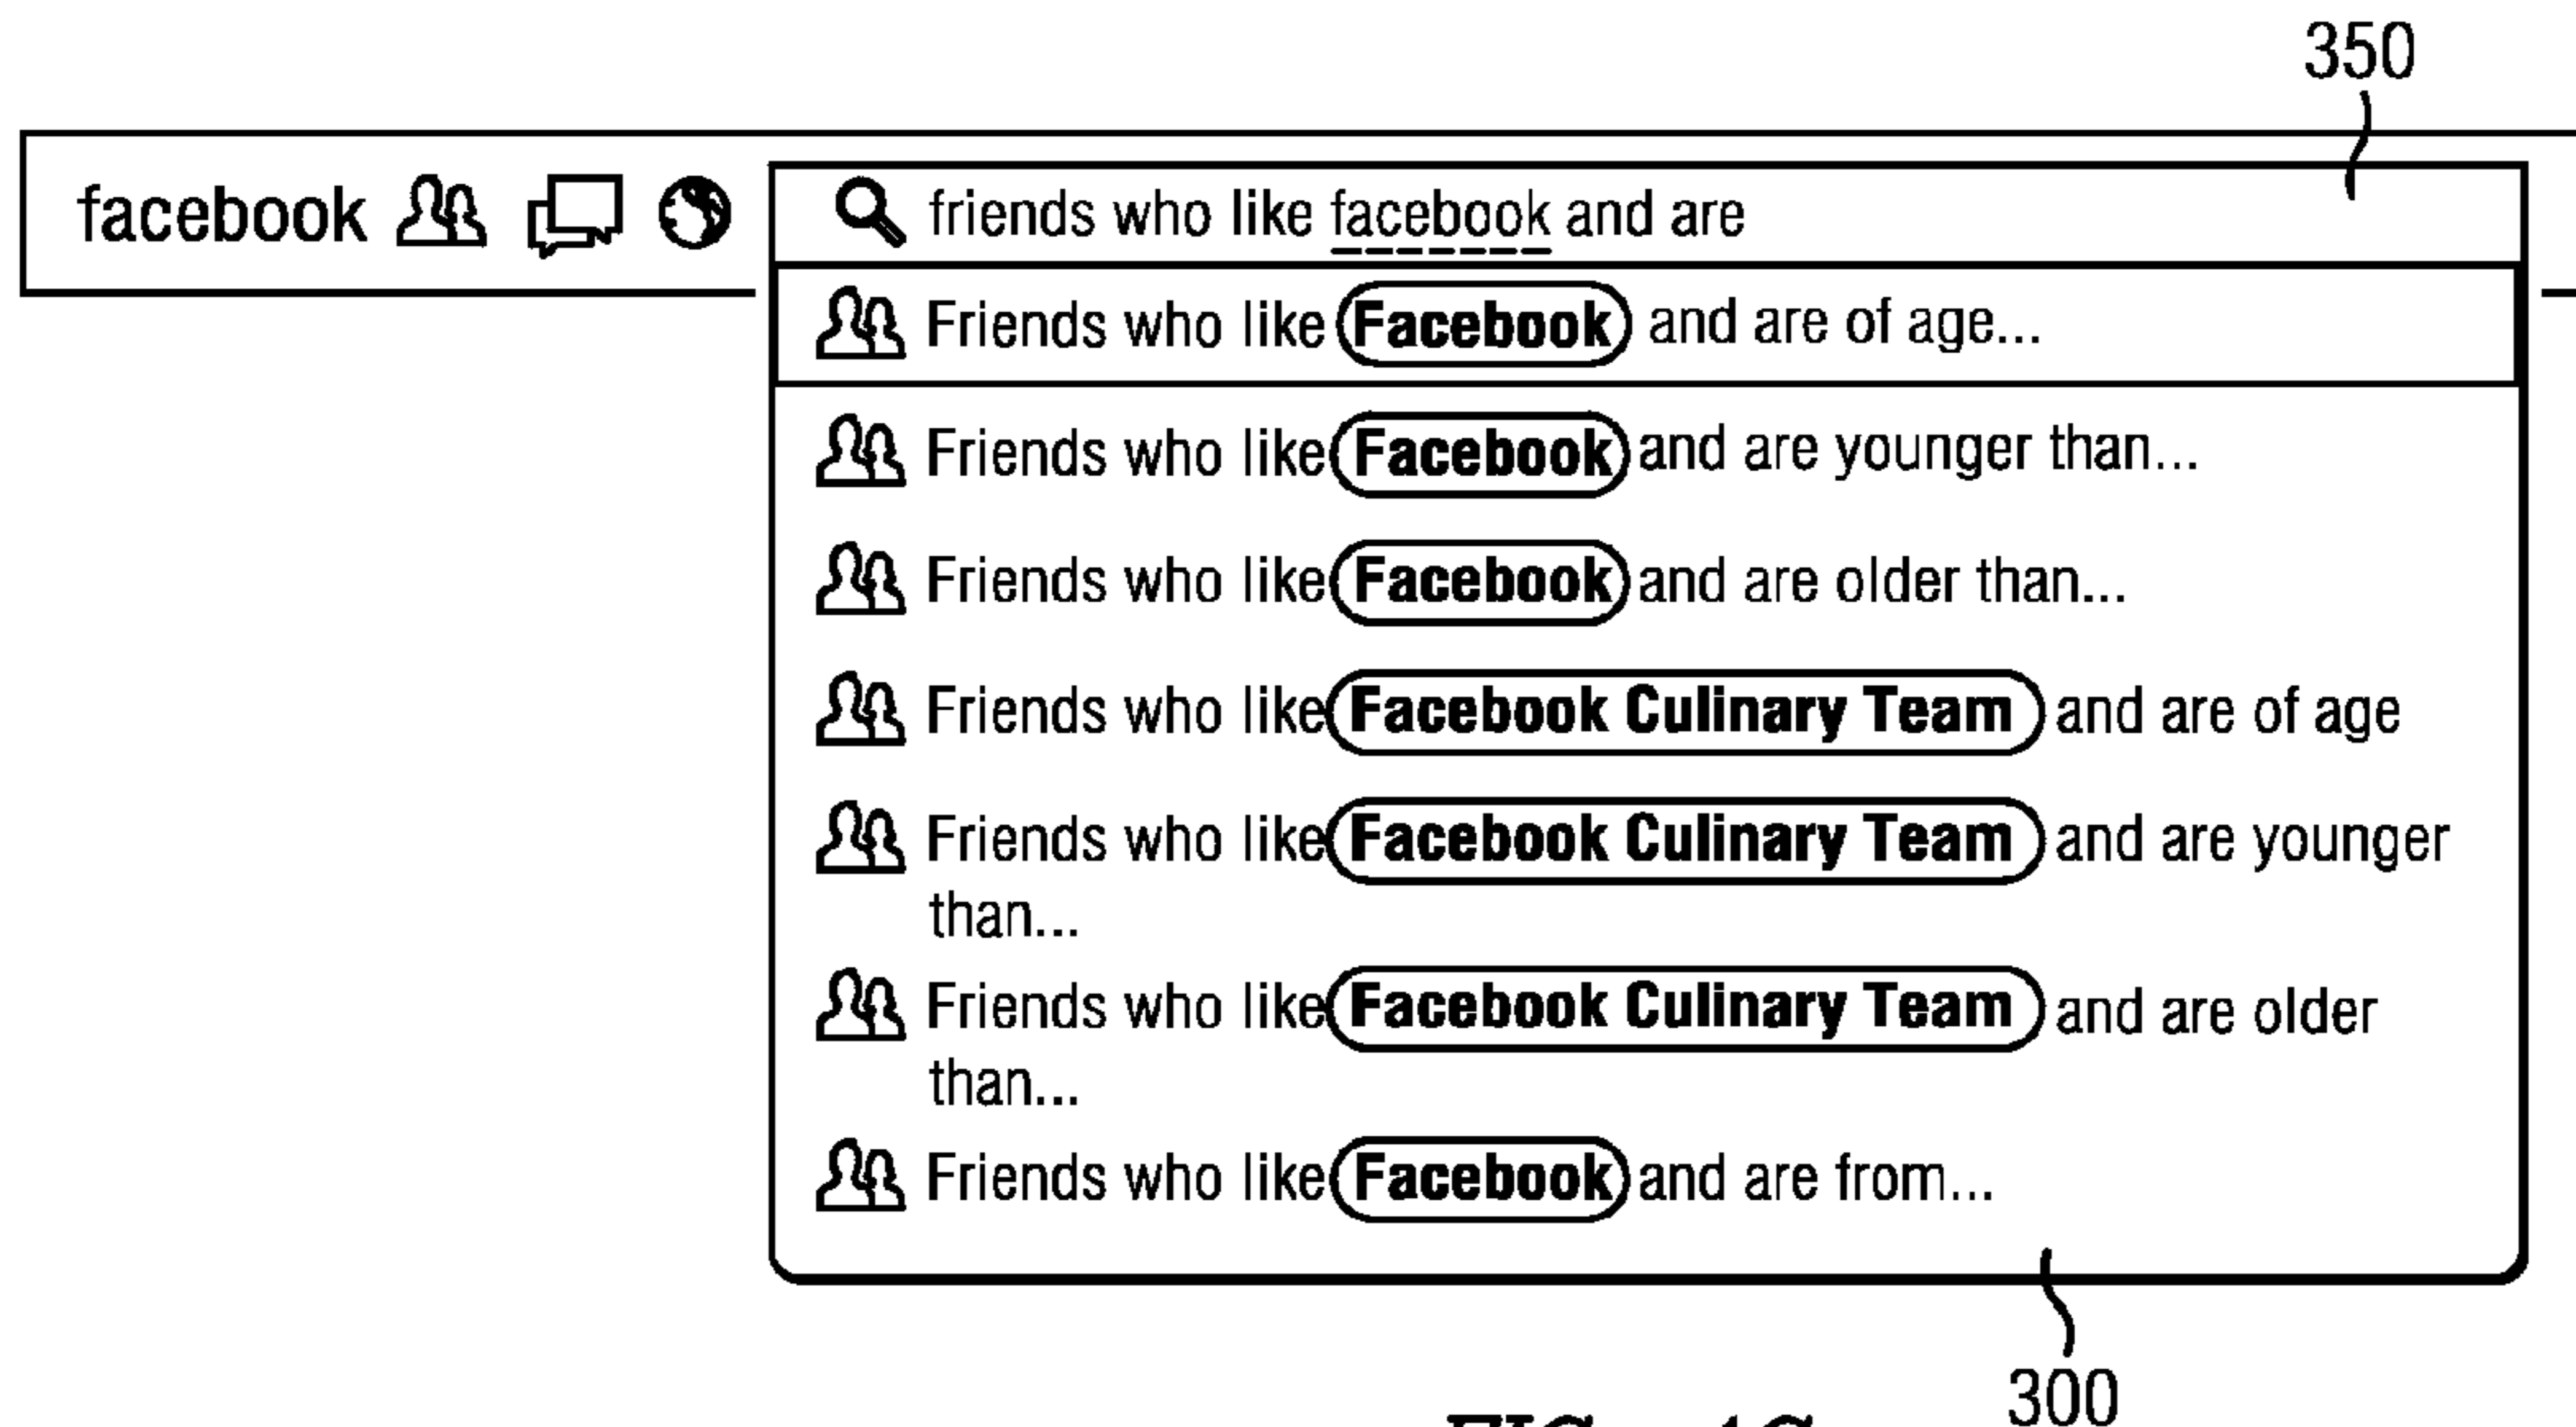 350
facebook
friends who like facebook and are
Friends who like Facebook and are of age...
Friends who like Facebook and are younger than...
Friends who like Facebook and are older than...
Friends who like Facebook Culinary Team and are of age
Friends who like Facebook Culinary Team and are younger
than...
Friends who like Facebook Culinary Team and are older
than...
Friends who like Facebook and are from...
300